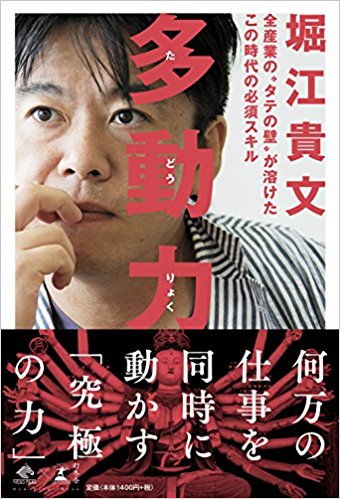 堀江貴文
全産業の“タテの壁”が溶けた
この時代の必須スキル
多動力
た
どう
りょく
何万の
仕事を
同時に
動かす
「究極
の力」
NEWS PICKS
幻冬舎
定価(本体1400円+税)